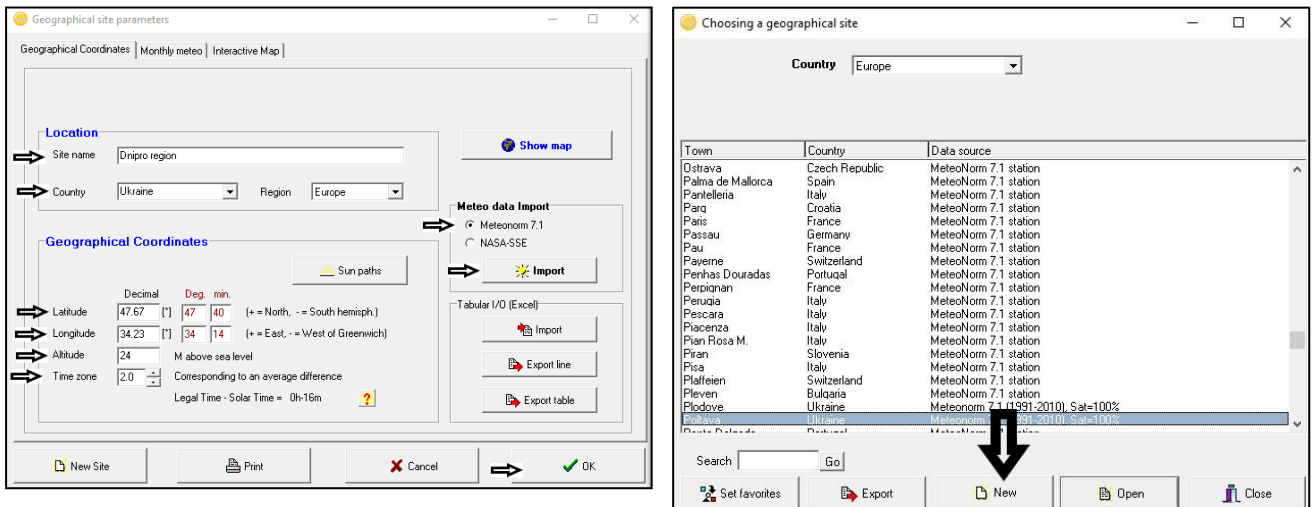 Geographical site parameters
Geographical Coordinates Monthly meteo Interactive Map
Location
Site name Dnipro region
Country Ukraine Region Europe
Show map
Meteo data Import
Meteonorm 7.1
NASA-SSE
Import
Geographical Coordinates
Sun paths
Decimal Deg. min.
Latitude 47.67 [°] 47 40 (+ = North, - = South hemisph.)
Longitude 34.23 [°] 34 14 (+ = East, - = West of Greenwich)
Altitude 24 M above sea level
Time zone 2.0 Corresponding to an average difference
Legal Time - Solar Time = 0h-16m ?
Tabular I/O (Excel)
Import
Export line
Export table
New Site Print Cancel OK
Choosing a geographical site
Country Europe
Town Country Data source
Ostrava Czech Republic MeteoNorm 7.1 station
Palma de Mallorca Spain MeteoNorm 7.1 station
Pantelleria Italy MeteoNorm 7.1 station
Parg Croatia MeteoNorm 7.1 station
Paris France MeteoNorm 7.1 station
Passau Germany MeteoNorm 7.1 station
Pau France MeteoNorm 7.1 station
Payerne Switzerland MeteoNorm 7.1 station
Penhas Douradas Portugal MeteoNorm 7.1 station
Perpignan France MeteoNorm 7.1 station
Perugia Italy MeteoNorm 7.1 station
Pescara Italy MeteoNorm 7.1 station
Piacenza Italy MeteoNorm 7.1 station
Pian Rosa M. Italy MeteoNorm 7.1 station
Piran Slovenia MeteoNorm 7.1 station
Pisa Italy MeteoNorm 7.1 station
Plaffeien Switzerland MeteoNorm 7.1 station
Pleven Bulgaria MeteoNorm 7.1 station
Plodove Ukraine Meteonorm 7.1 (1991-2010), Sat=100%
Poltava Ukraine Meteonorm 7.1 Sat=100%
Search Go
Set favorites Export New Open Close